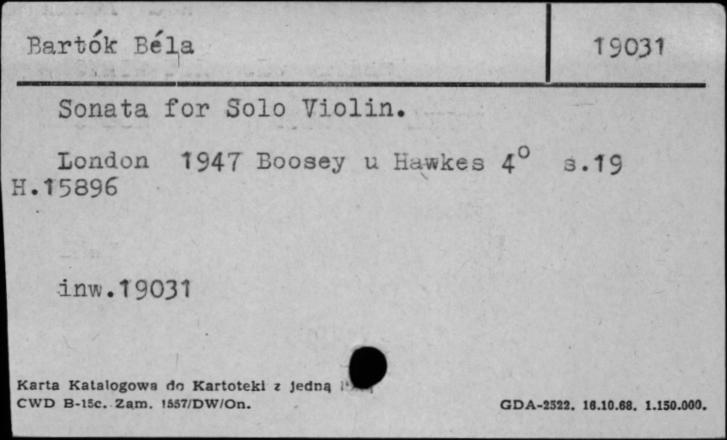 Bartók Béla 19031
Sonata for Solo Violin.
London 1947 Boosey u Hawkes 4° s.19
H.15896
inw.19031
Karta Katalogowa do Kartoteki z jedną
CWD B-15c. Zam. 1557/DW/On. GDA-2522. 16.10.68. 1.150.000.